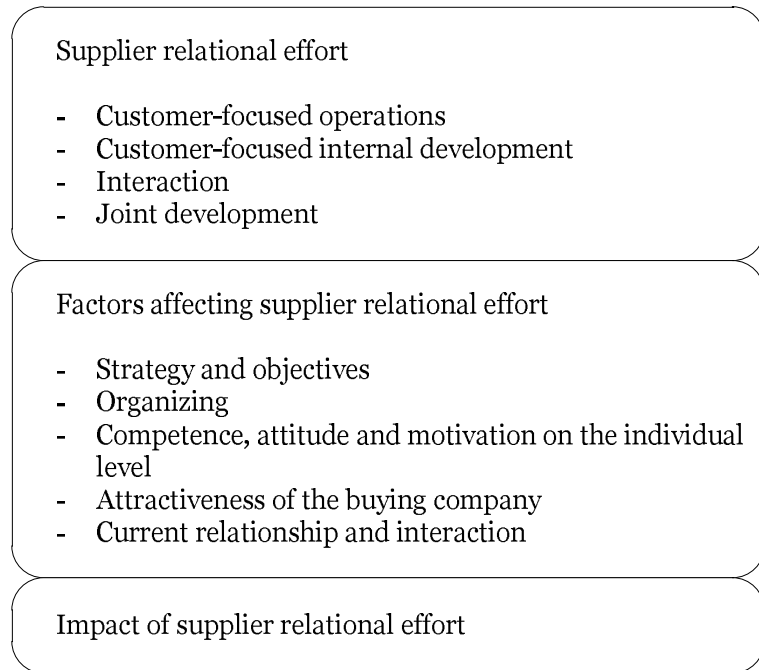 Supplier relational effort
- Customer-focused operations
- Customer-focused internal development
- Interaction
- Joint development
Factors affecting supplier relational effort
- Strategy and objectives
- Organizing
- Competence, attitude and motivation on the individual
level
- Attractiveness of the buying company
- Current relationship and interaction
Impact of supplier relational effort